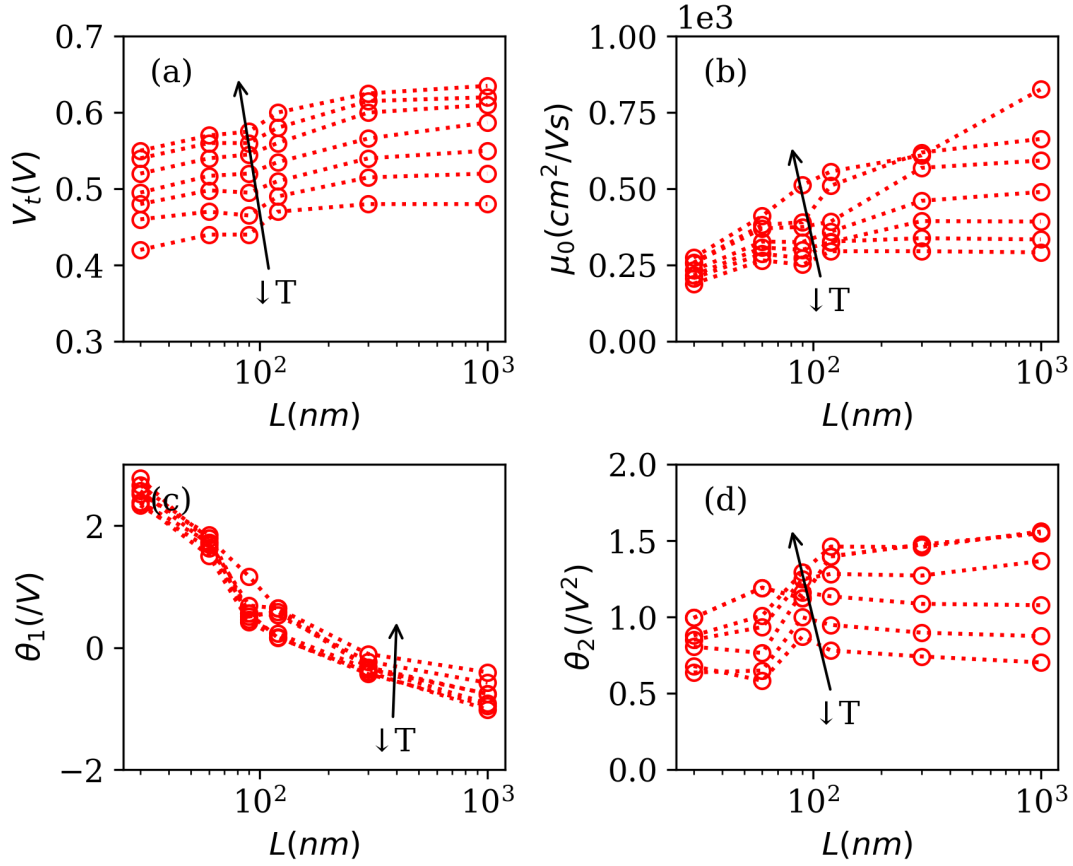 1e3
0.7
0.6
0.5
0.4
0.3
V_t(V)
(a)
↓T
10^2
10^3
L(nm)
1.00
0.75
0.50
0.25
0.00
μ_0(cm^2/Vs)
(b)
↓T
10^2
10^3
L(nm)
2
0
−2
θ_1(/V)
(c)
↓T
10^2
10^3
L(nm)
2.0
1.5
1.0
0.5
0.0
θ_2(/V^2)
(d)
↓T
10^2
10^3
L(nm)